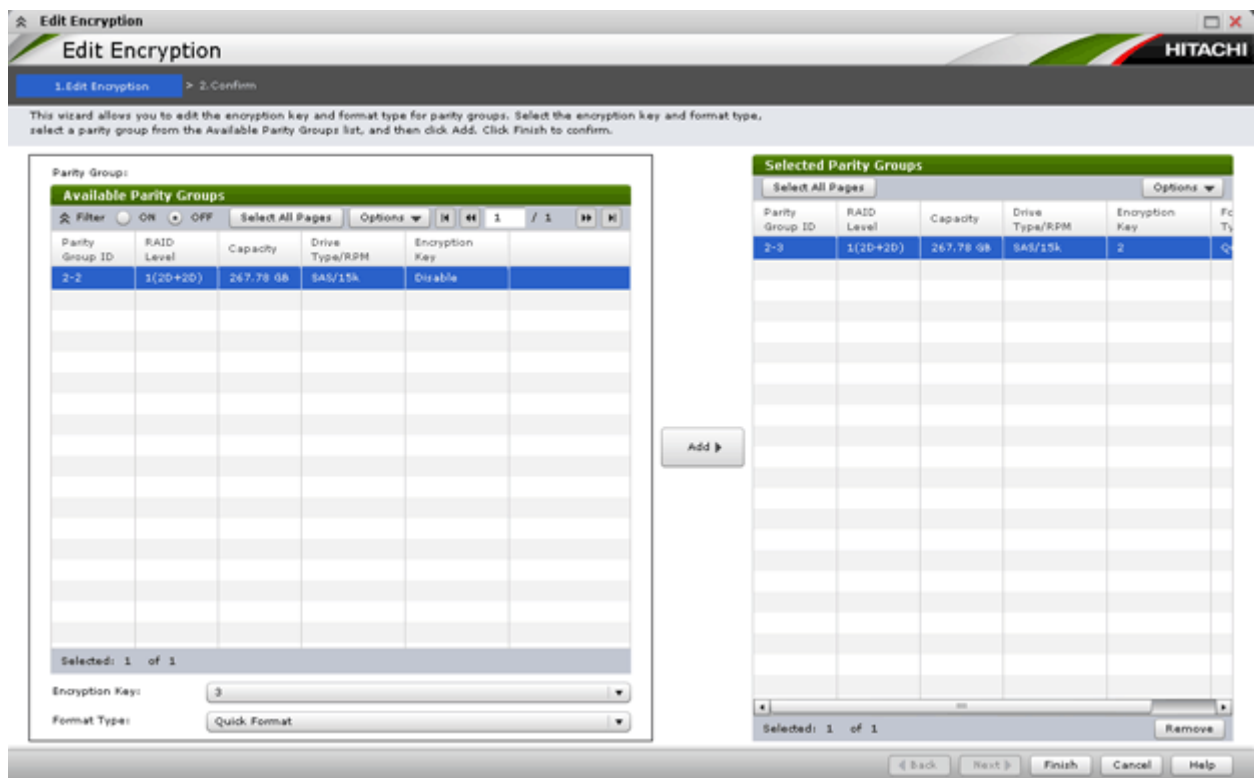 Edit Encryption
Edit Encryption
HITACHI
1.Edit Encryption > 2.Confirm
This wizard allows you to edit the encryption key and format type for parity groups. Select the encryption key and format type,
select a parity group from the Available Parity Groups list, and then click Add. Click Finish to confirm.
Parity Group:
Available Parity Groups
Filter ON OFF Select All Pages Options 1 / 1
Parity Group ID RAID Level Capacity Drive Type/RPM Encryption Key
2-2 1(2D+2D) 267.78 GB SAS/15k Disable
Selected: 1 of 1
Encryption Key: 3
Format Type: Quick Format
Add
Selected Parity Groups
Select All Pages Options
Parity Group ID RAID Level Capacity Drive Type/RPM Encryption Key
2-3 1(2D+2D) 267.78 GB SAS/15k 2
Selected: 1 of 1 Remove
Back Next Finish Cancel Help